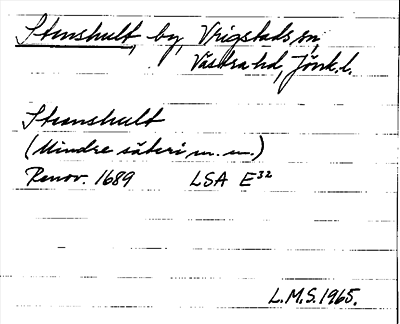 Stenshult, by, Vrigstads sn,
Västra hd, Jönk. l.
Stenshult
(Mindre säteri m. m.)
Renov. 1689 LSA E³²
L.M.S. 1965.